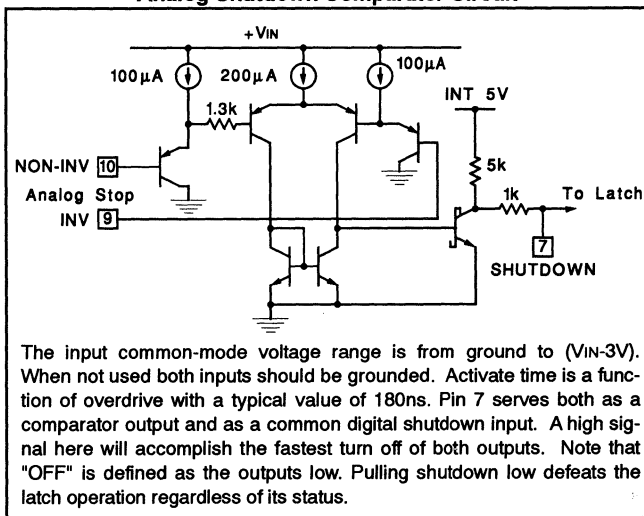 Analog Shutdown Comparator Circuit
+VIN
100µA
200µA
100µA
INT 5V
1.3k
5k
NON-INV 10
1k
To Latch
Analog Stop
INV 9
7
SHUTDOWN
The input common-mode voltage range is from ground to (VIN-3V).
When not used both inputs should be grounded. Activate time is a func-
tion of overdrive with a typical value of 180ns. Pin 7 serves both as a
comparator output and as a common digital shutdown input. A high sig-
nal here will accomplish the fastest turn off of both outputs. Note that
"OFF" is defined as the outputs low. Pulling shutdown low defeats the
latch operation regardless of its status.